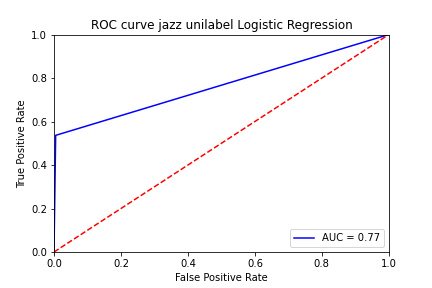 ROC curve jazz unilabel Logistic Regression
1.0
0.8
0.6
0.4
0.2
0.0
True Positive Rate
AUC = 0.77
0.0 0.2 0.4 0.6 0.8 1.0
False Positive Rate